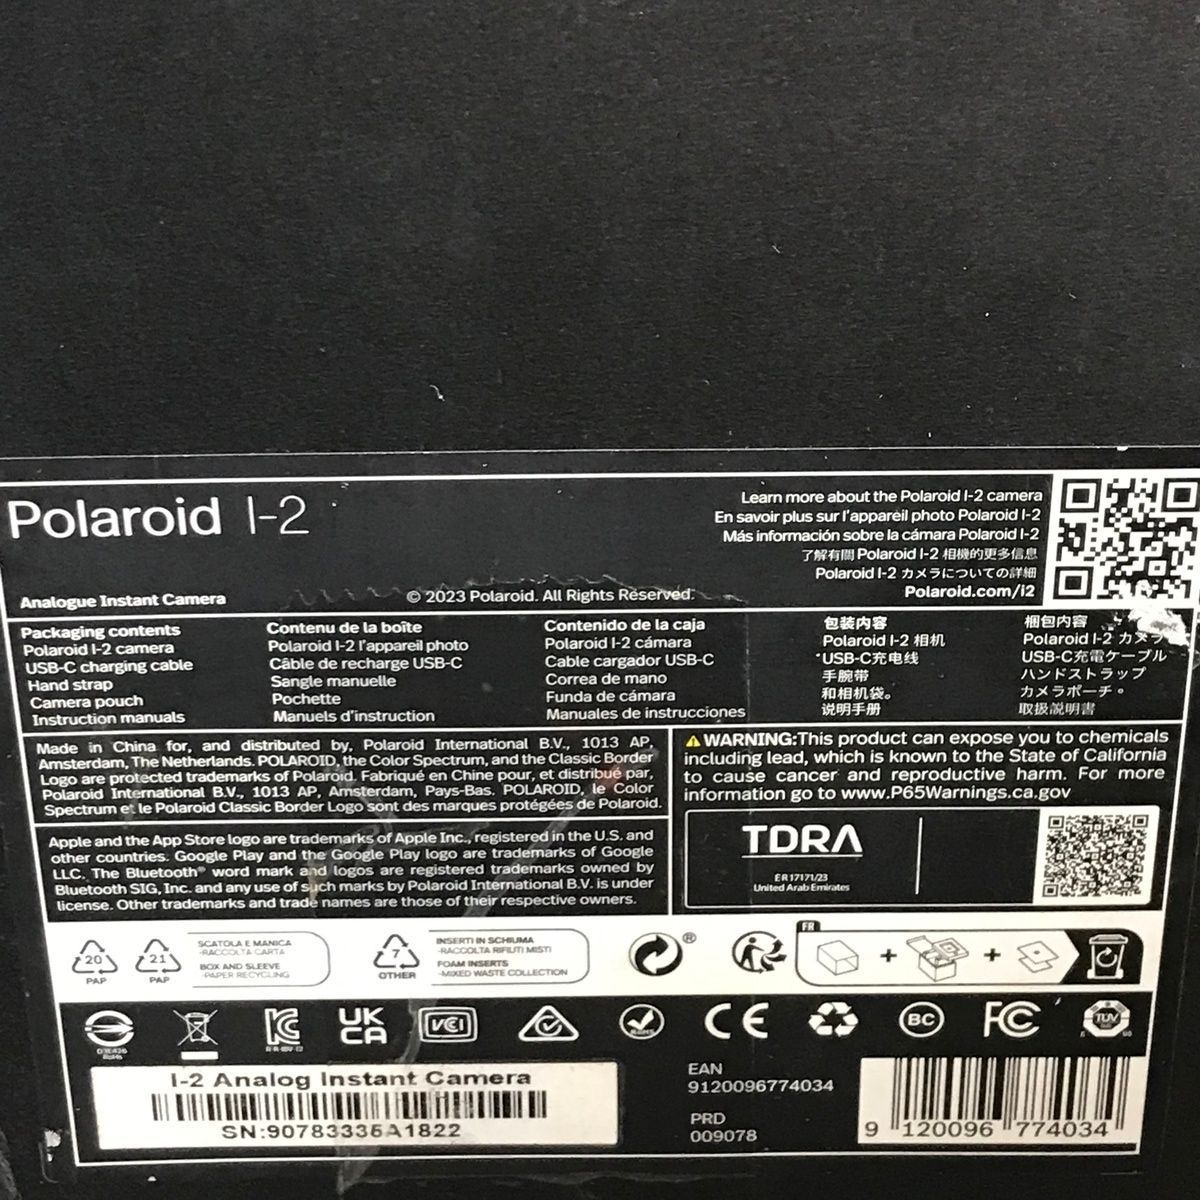 Polaroid I-2
Analogue Instant Camera
Learn more about the Polaroid I-2 camera
En savoir plus sur l'appareil photo Polaroid I-2
Más información sobre la cámara Polaroid I-2
了解有關 Polaroid I-2 相機的更多信息
Polaroid I-2 カメラについての詳細
Polaroid.com/i2
© 2023 Polaroid. All Rights Reserved.
Packaging contents
Polaroid I-2 camera
USB-C charging cable
Hand strap
Camera pouch
Instruction manuals
Contenu de la boîte
Polaroid I-2 l'appareil photo
Câble de recharge USB-C
Sangle manuelle
Pochette
Manuels d'instruction
Contenido de la caja
Polaroid I-2 cámara
Cable cargador USB-C
Correa de mano
Funda de cámara
Manuales de instrucciones
包装内容
Polaroid I-2 相机
USB-C充电线
手腕带
和相机袋。
说明手册
梱包内容
Polaroid I-2 カメラ
USB-C充電ケーブル
ハンドストラップ
カメラポーチ。
取扱説明書
Made in China for, and distributed by, Polaroid International B.V., 1013 AP,
Amsterdam, The Netherlands. POLAROID, the Color Spectrum, and the Classic Border
Logo are protected trademarks of Polaroid. Fabriqué en Chine pour, et distribué par,
Polaroid International B.V., 1013 AP, Amsterdam, Pays-Bas. POLAROID, le Color
Spectrum et le Polaroid Classic Border Logo sont des marques protégées de Polaroid.
Apple and the App Store logo are trademarks of Apple Inc., registered in the U.S. and
other countries. Google Play and the Google Play logo are trademarks of Google
LLC. The Bluetooth® word mark and logos are registered trademarks owned by
Bluetooth SIG, Inc. and any use of such marks by Polaroid International B.V. is under
license. Other trademarks and trade names are those of their respective owners.
WARNING:This product can expose you to chemicals
including lead, which is known to the State of California
to cause cancer and reproductive harm. For more
information go to www.P65Warnings.ca.gov
TDRA
ER17171/23
United Arab Emirates
20
PAP
21
PAP
SCATOLA E MANICA
-RACCOLTA CARTA
BOX AND SLEEVE
-PAPER RECYCLING
7
OTHER
INSERTI IN SCHIUMA
-RACCOLTA RIFIUTI MISTI
FOAM INSERTS
-MIXED WASTE COLLECTION
®
FR
+
+
UK
CA
VCI
CE
BC
FC
TÜV
I-2 Analog Instant Camera
SN:90783335A1822
EAN
9120096774034
PRD
009078
9 120096 774034